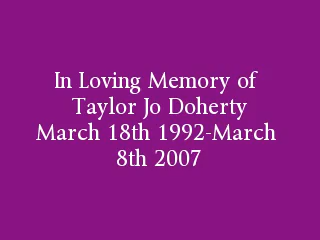 In Loving Memory of
Taylor Jo Doherty
March 18th 1992-March
8th 2007